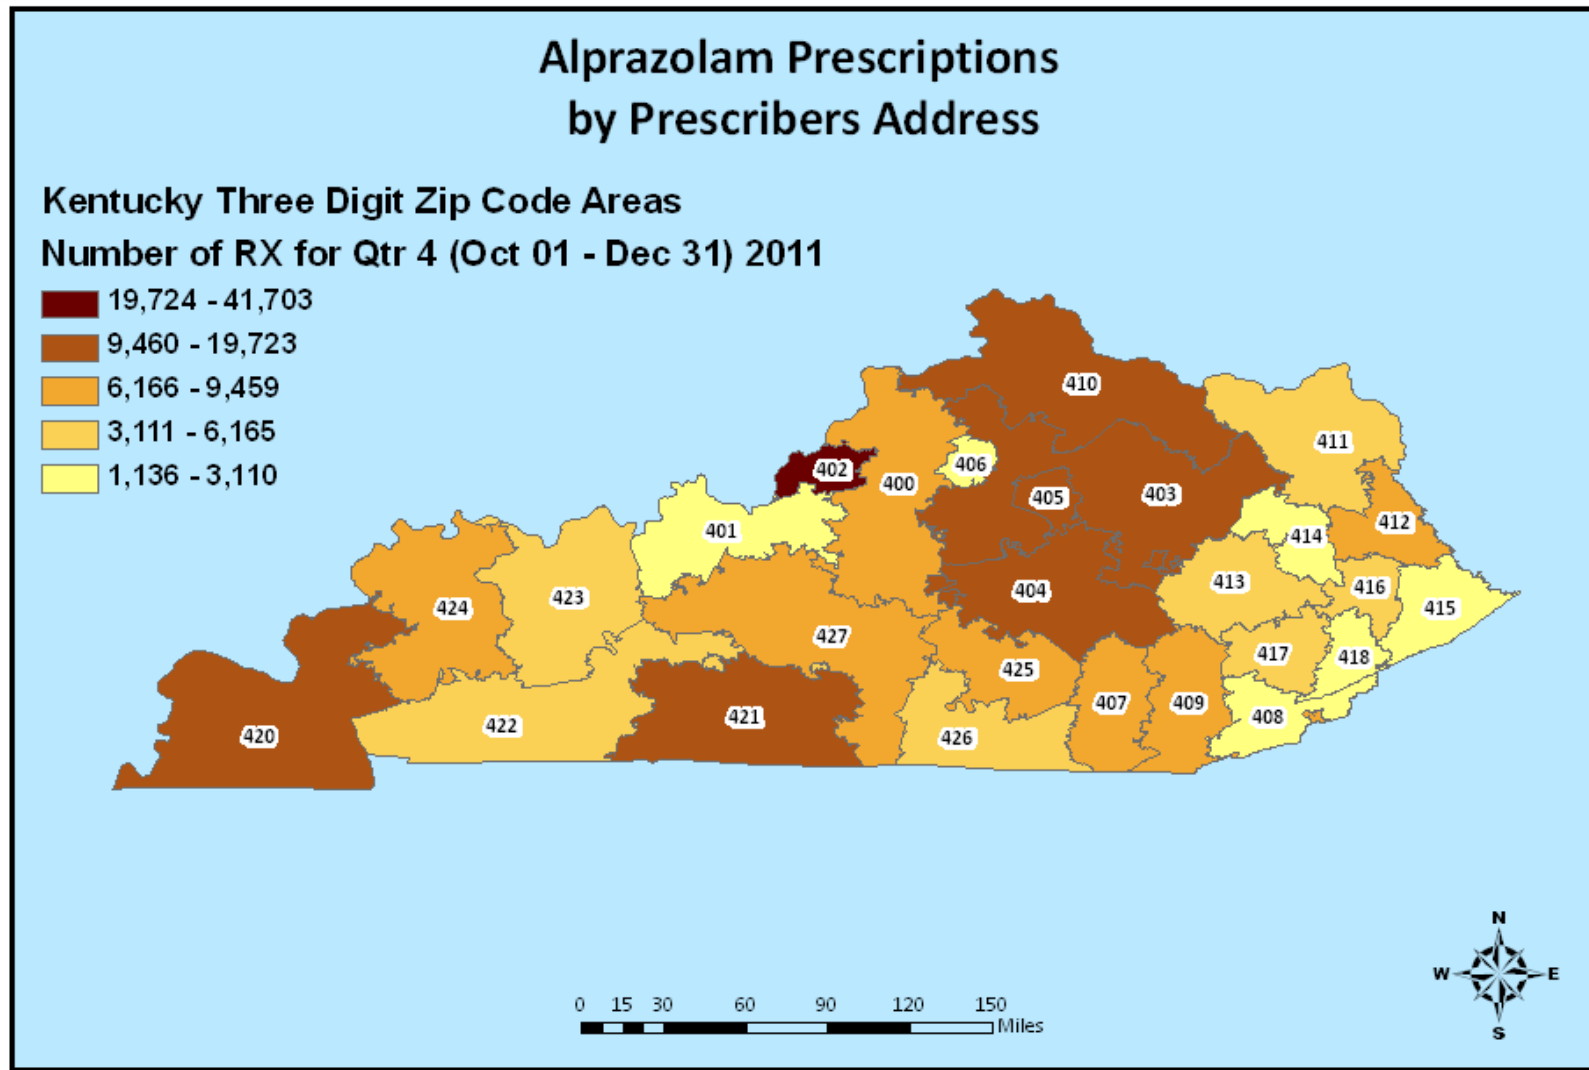 Alprazolam Prescriptions
by Prescribers Address
Kentucky Three Digit Zip Code Areas
Number of RX for Qtr 4 (Oct 01 - Dec 31) 2011
19,724 - 41,703
9,460 - 19,723
6,166 - 9,459
3,111 - 6,165
1,136 - 3,110
410
411
402
406
400
405
403
401
412
414
413
404
416
415
424
423
427
417
418
425
407
409
408
420
422
421
426
N
W E
S
0 15 30 60 90 120 150
Miles